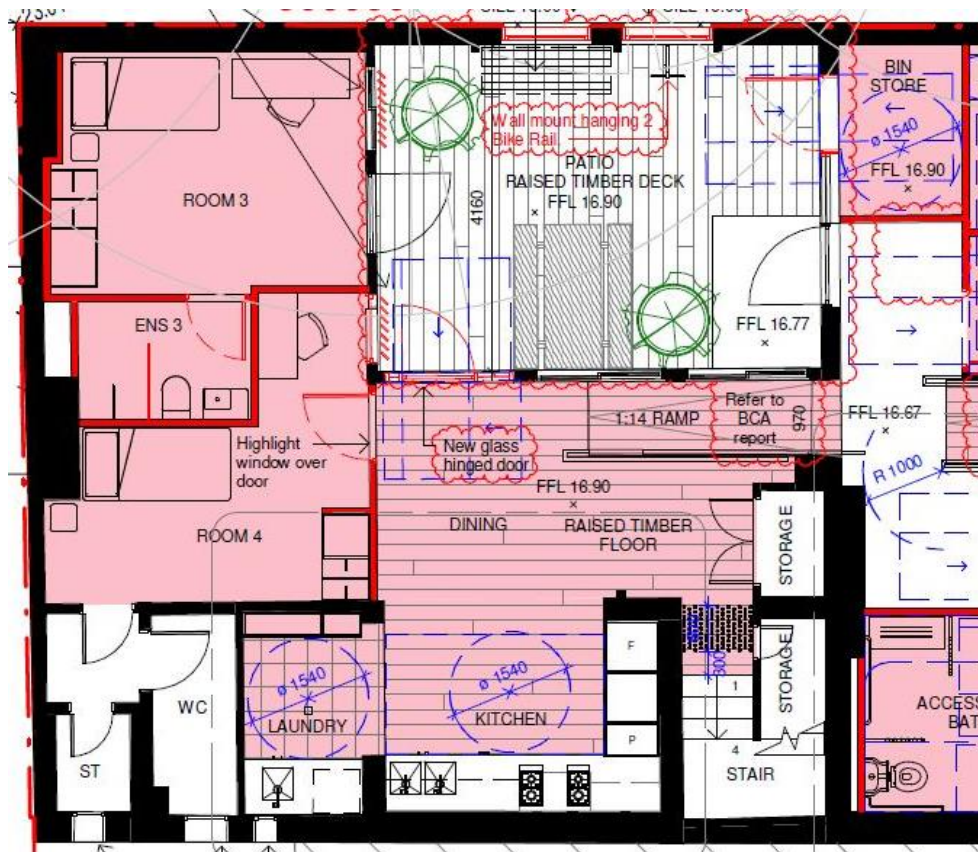 BIN
STORE
ø 1540
FFL 16.90
Wall mount hanging 2
Bike Rail
PATIO
RAISED TIMBER DECK
FFL 16.90
4160
ROOM 3
ENS 3
FFL 16.77
1:14 RAMP
Refer to
BCA
report
970
FFL 16.67
R 1000
Highlight
window over
door
New glass
hinged door
FFL 16.90
DINING
RAISED TIMBER
FLOOR
STORAGE
ROOM 4
STORAGE
300
1
4
STAIR
F
P
ø 1540
KITCHEN
ø 1540
LAUNDRY
WC
ST